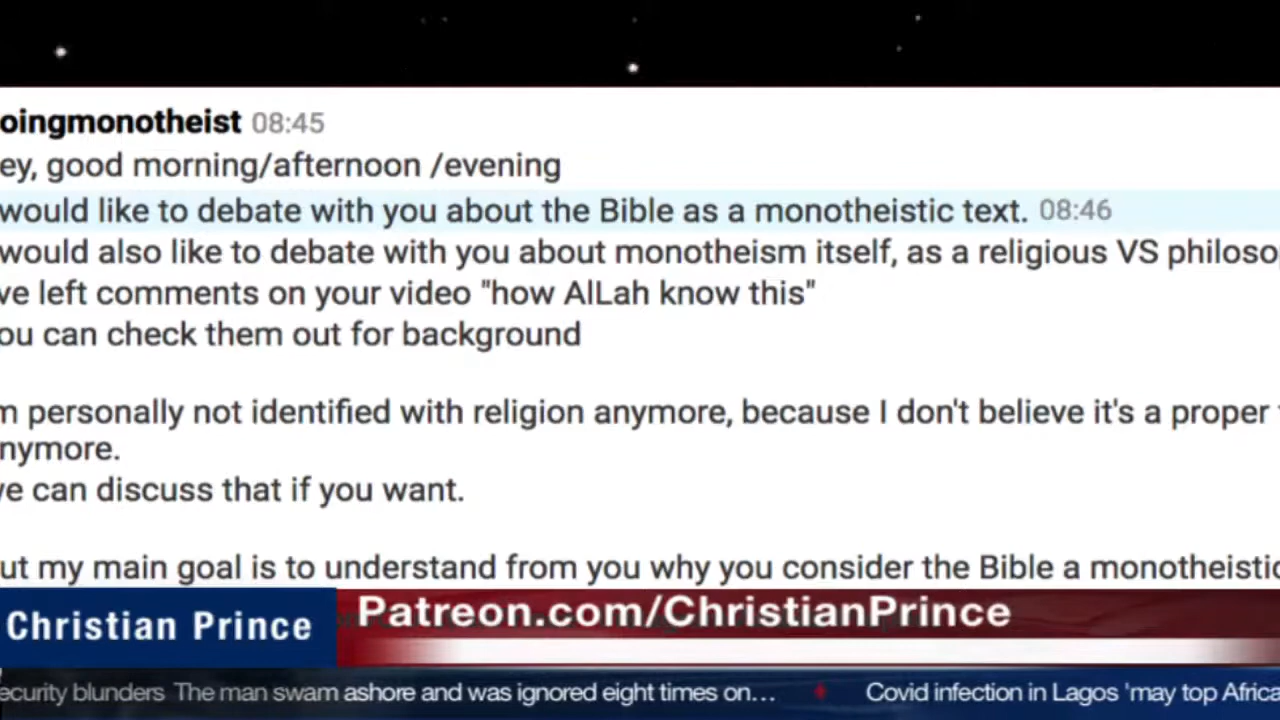 oingmonotheist 08:45
ey, good morning/afternoon /evening
would like to debate with you about the Bible as a monotheistic text. 08:46
would also like to debate with you about monotheism itself, as a religious VS philoso
ve left comments on your video "how AlLah know this"
ou can check them out for background
m personally not identified with religion anymore, because I don't believe it's a proper
nymore.
ve can discuss that if you want.
ut my main goal is to understand from you why you consider the Bible a monotheistic
Christian Prince
Patreon.com/ChristianPrince
ecurity blunders The man swam ashore and was ignored eight times on... Covid infection in Lagos 'may top Africa